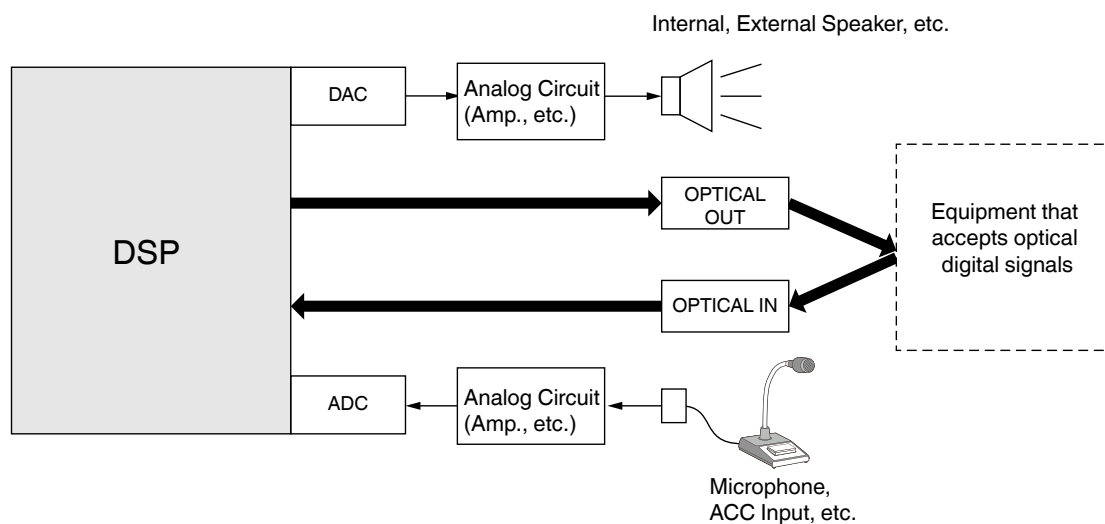 Internal, External Speaker, etc.
DAC
Analog Circuit
(Amp., etc.)
OPTICAL
OUT
Equipment that
accepts optical
digital signals
DSP
OPTICAL IN
ADC
Analog Circuit
(Amp., etc.)
Microphone,
ACC Input, etc.